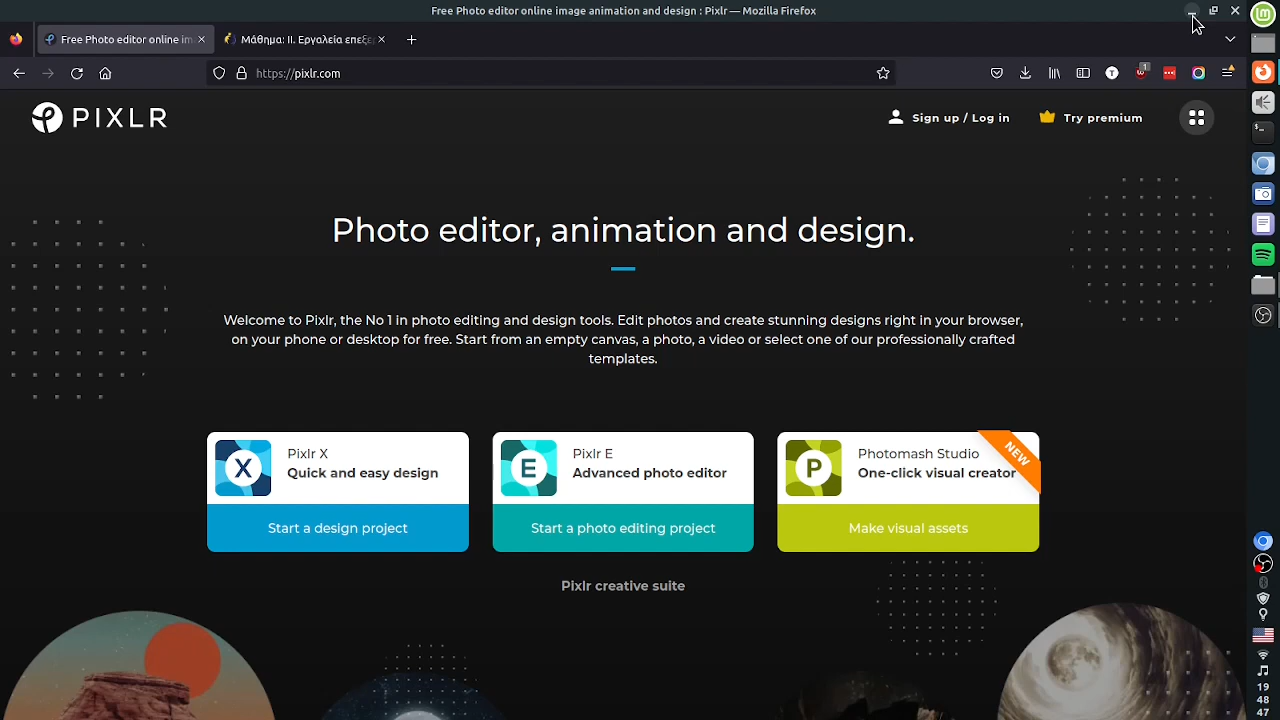 Free Photo editor online image animation and design : Pixlr — Mozilla Firefox
Free Photo editor online im
Μάθημα: ΙΙ. Εργαλεία επεξε
https://pixlr.com
1
T
PIXLR
Sign up / Log in
Try premium
Photo editor, animation and design.
Welcome to Pixlr, the No 1 in photo editing and design tools. Edit photos and create stunning designs right in your browser,
on your phone or desktop for free. Start from an empty canvas, a photo, a video or select one of our professionally crafted
templates.
X
Pixlr X
Quick and easy design
Start a design project
E
Pixlr E
Advanced photo editor
Start a photo editing project
P
Photomash Studio
One-click visual creator
NEW
Make visual assets
Pixlr creative suite
19
48
47